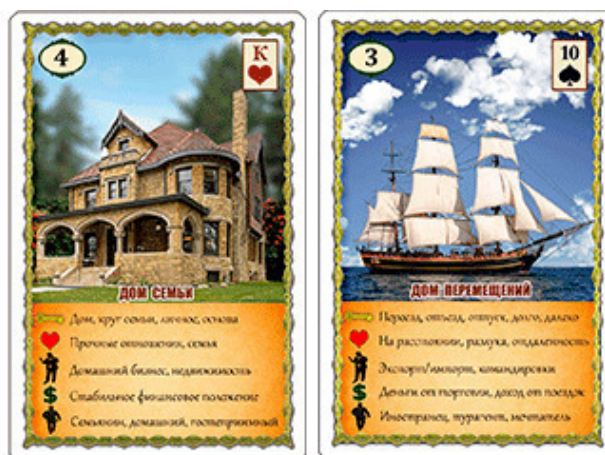 4
K
ДОМ СЕМЬИ
Дом, круг семьи, личное, основа
Прочные отношения, семья
Домашний бизнес, недвижимость
$ Стабильное финансовое положение
Семьянин, домашний, гостеприимный
3
10
ДОМ ПЕРЕМЕЩЕНИЙ
Переезд, отъезд, отпуск, долго, далеко
На расстоянии, разлука, отдаленность
Экспорт/импорт, командировки
$ Деньги от торговли, доход от поездок
Иностранец, турагент, мечтатель